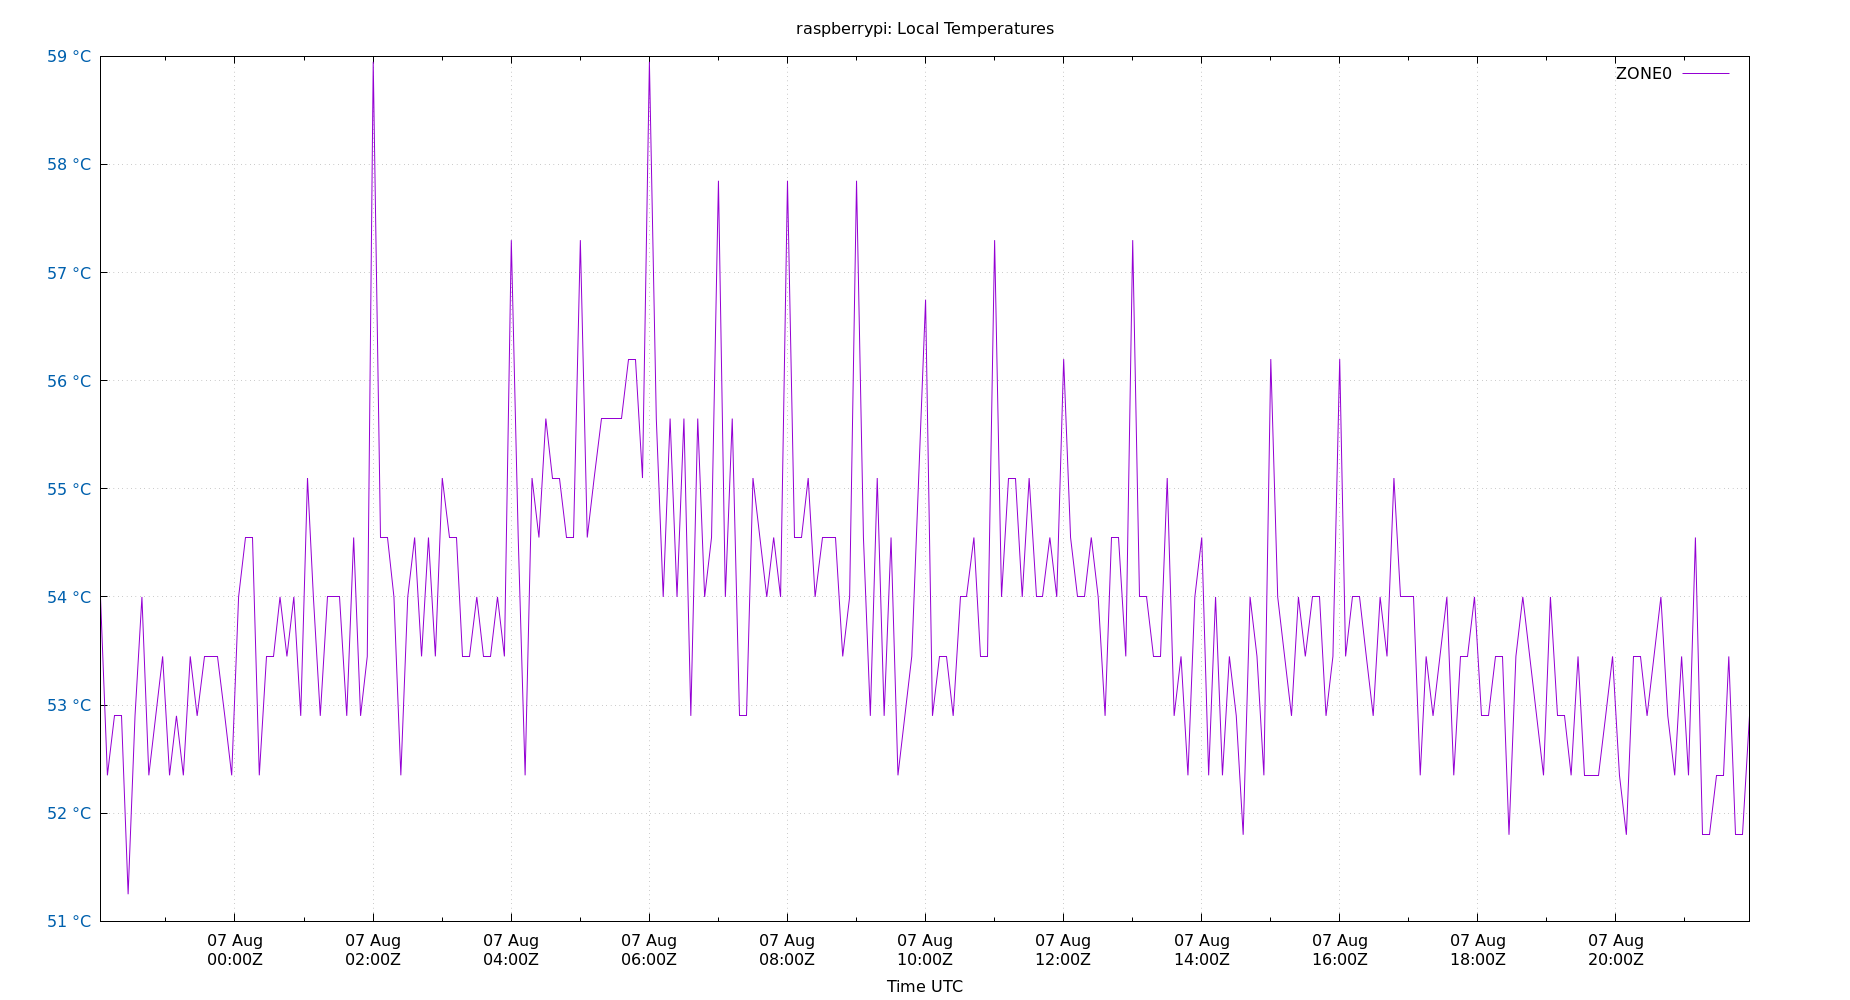 raspberrypi: Local Temperatures
59 °C
ZONE0
58 °C
57 °C
56 °C
55 °C
54 °C
53 °C
52 °C
51 °C
07 Aug 07 Aug 07 Aug 07 Aug 07 Aug 07 Aug 07 Aug 07 Aug 07 Aug 07 Aug 07 Aug
00:00Z 02:00Z 04:00Z 06:00Z 08:00Z 10:00Z 12:00Z 14:00Z 16:00Z 18:00Z 20:00Z
Time UTC